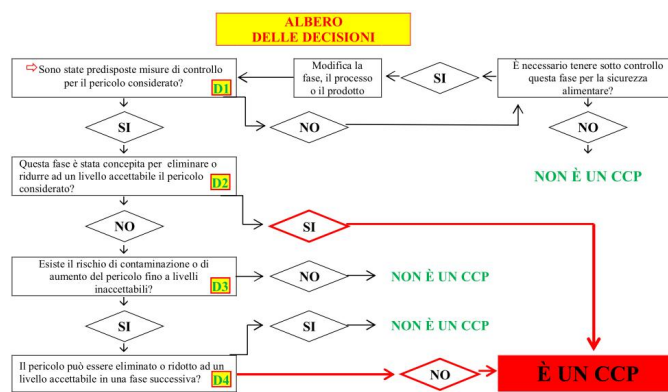 ALBERO
DELLE DECISIONI
⇨Sono state predisposte misure di controllo
per il pericolo considerato?
D1
Modifica la
fase, il processo
o il prodotto
SI
È necessario tenere sotto controllo
questa fase per la sicurezza
alimentare?
SI
NO
NO
Questa fase è stata concepita per eliminare o
ridurre ad un livello accettabile il pericolo
considerato?
D2
NON È UN CCP
NO
SI
Esiste il rischio di contaminazione o di
aumento del pericolo fino a livelli
inaccettabili?
D3
NO
NON È UN CCP
SI
SI
NON È UN CCP
Il pericolo può essere eliminato o ridotto ad un
livello accettabile in una fase successiva?
D4
NO
È UN CCP